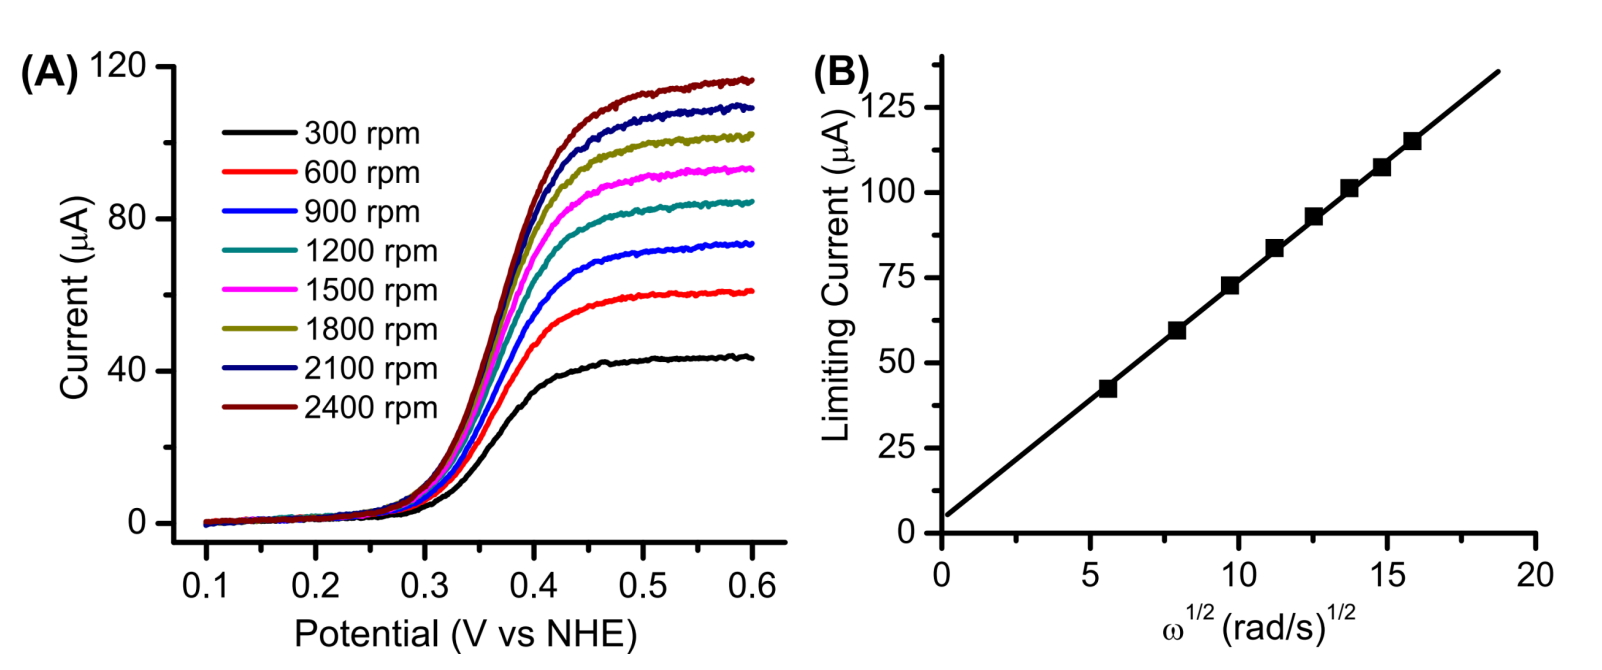 (A)
120
80
40
0
Current (μA)
300 rpm
600 rpm
900 rpm
1200 rpm
1500 rpm
1800 rpm
2100 rpm
2400 rpm
0.1 0.2 0.3 0.4 0.5 0.6
Potential (V vs NHE)
(B)
125
100
75
50
25
0
Limiting Current (μA)
0 5 10 15 20
ω^1/2 (rad/s)^1/2